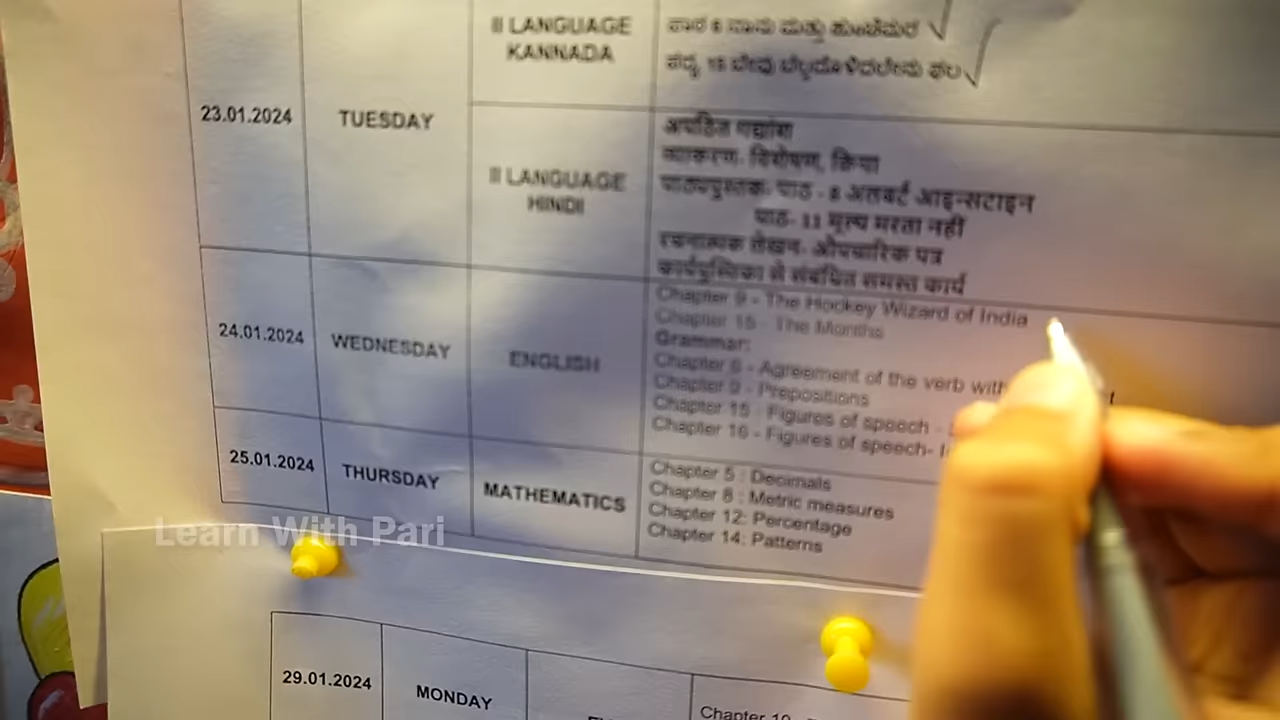 II LANGUAGE
KANNADA
23.01.2024
TUESDAY
II LANGUAGE
HINDI
अपठित गद्यांश
व्याकरण- विशेषण, क्रिया
पाठ्यपुस्तक- पाठ - 8 अलबर्ट आइन्सटाइन
पाठ- 11 मूल्य मरता नहीं
रचनात्मक लेखन- औपचारिक पत्र
कार्यपुस्तिका से संबंधित समस्त कार्य
24.01.2024
WEDNESDAY
ENGLISH
Chapter 9 - The Hockey Wizard of India
Chapter 15 - The Months
Grammar:
Chapter 6 - Agreement of the verb with
Chapter 9 - Prepositions
Chapter 15 - Figures of speech -
Chapter 16 - Figures of speech-
25.01.2024
THURSDAY
MATHEMATICS
Chapter 5 : Decimals
Chapter 8 : Metric measures
Chapter 12: Percentage
Chapter 14: Patterns
Learn With Pari
29.01.2024
MONDAY
Chapter 10